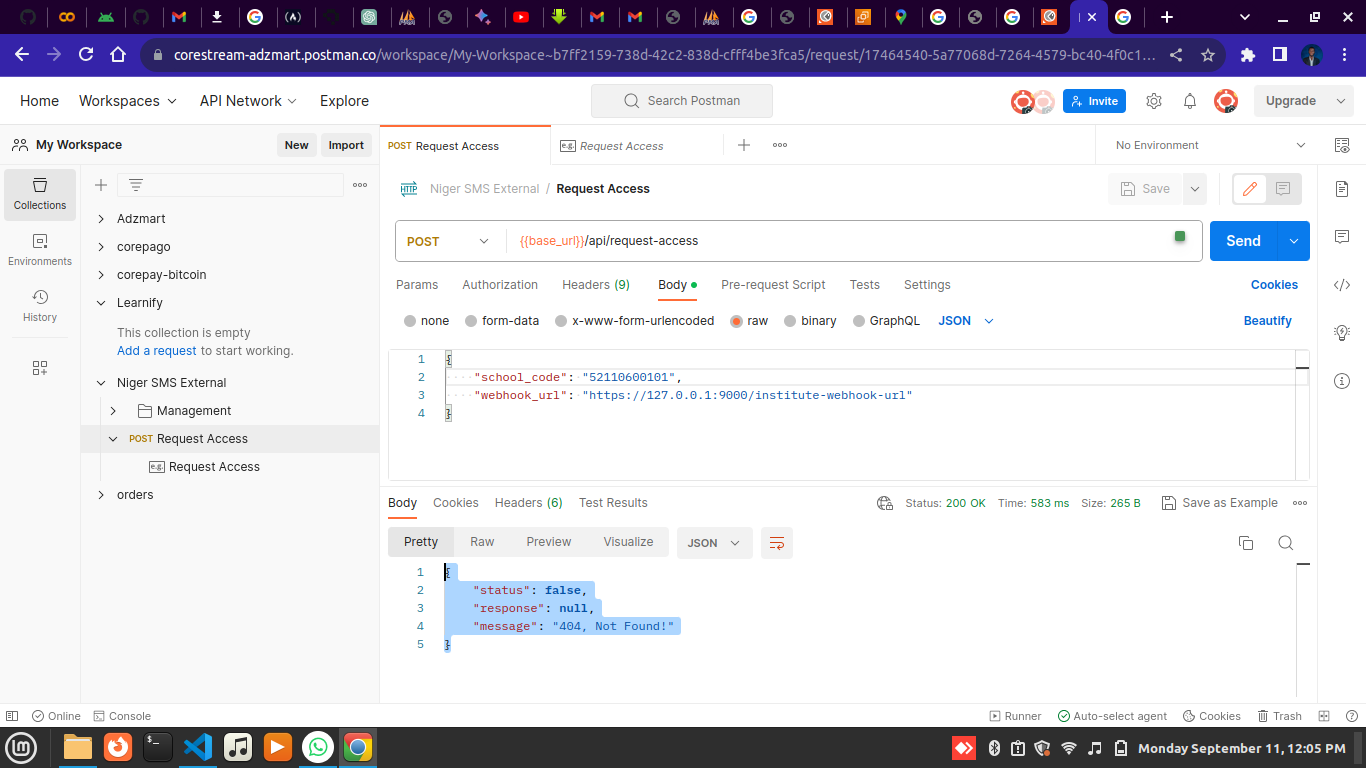 corestream-adzmart.postman.co/workspace/My-Workspace~b7ff2159-738d-42c2-838d-cfff4be3fca5/request/17464540-5a77068d-7264-4579-bc40-4f0c1...
Home Workspaces API Network Explore Search Postman Invite Upgrade
My Workspace New Import POST Request Access e.g. Request Access No Environment
Collections
Environments
History
Adzmart
corepago
corepay-bitcoin
Learnify
This collection is empty
Add a request to start working.
Niger SMS External
Management
POST Request Access
e.g. Request Access
orders
HTTP Niger SMS External / Request Access Save
POST {{base_url}}/api/request-access Send
Params Authorization Headers (9) Body Pre-request Script Tests Settings Cookies
none form-data x-www-form-urlencoded raw binary GraphQL JSON Beautify
1 {
2 "school_code": "52110600101",
3 "webhook_url": "https://127.0.0.1:9000/institute-webhook-url"
4 }
Body Cookies Headers (6) Test Results Status: 200 OK Time: 583 ms Size: 265 B Save as Example
Pretty Raw Preview Visualize JSON
1 {
2 "status": false,
3 "response": null,
4 "message": "404, Not Found!"
5 }
Online Console Runner Auto-select agent Cookies Trash
Monday September 11, 12:05 PM